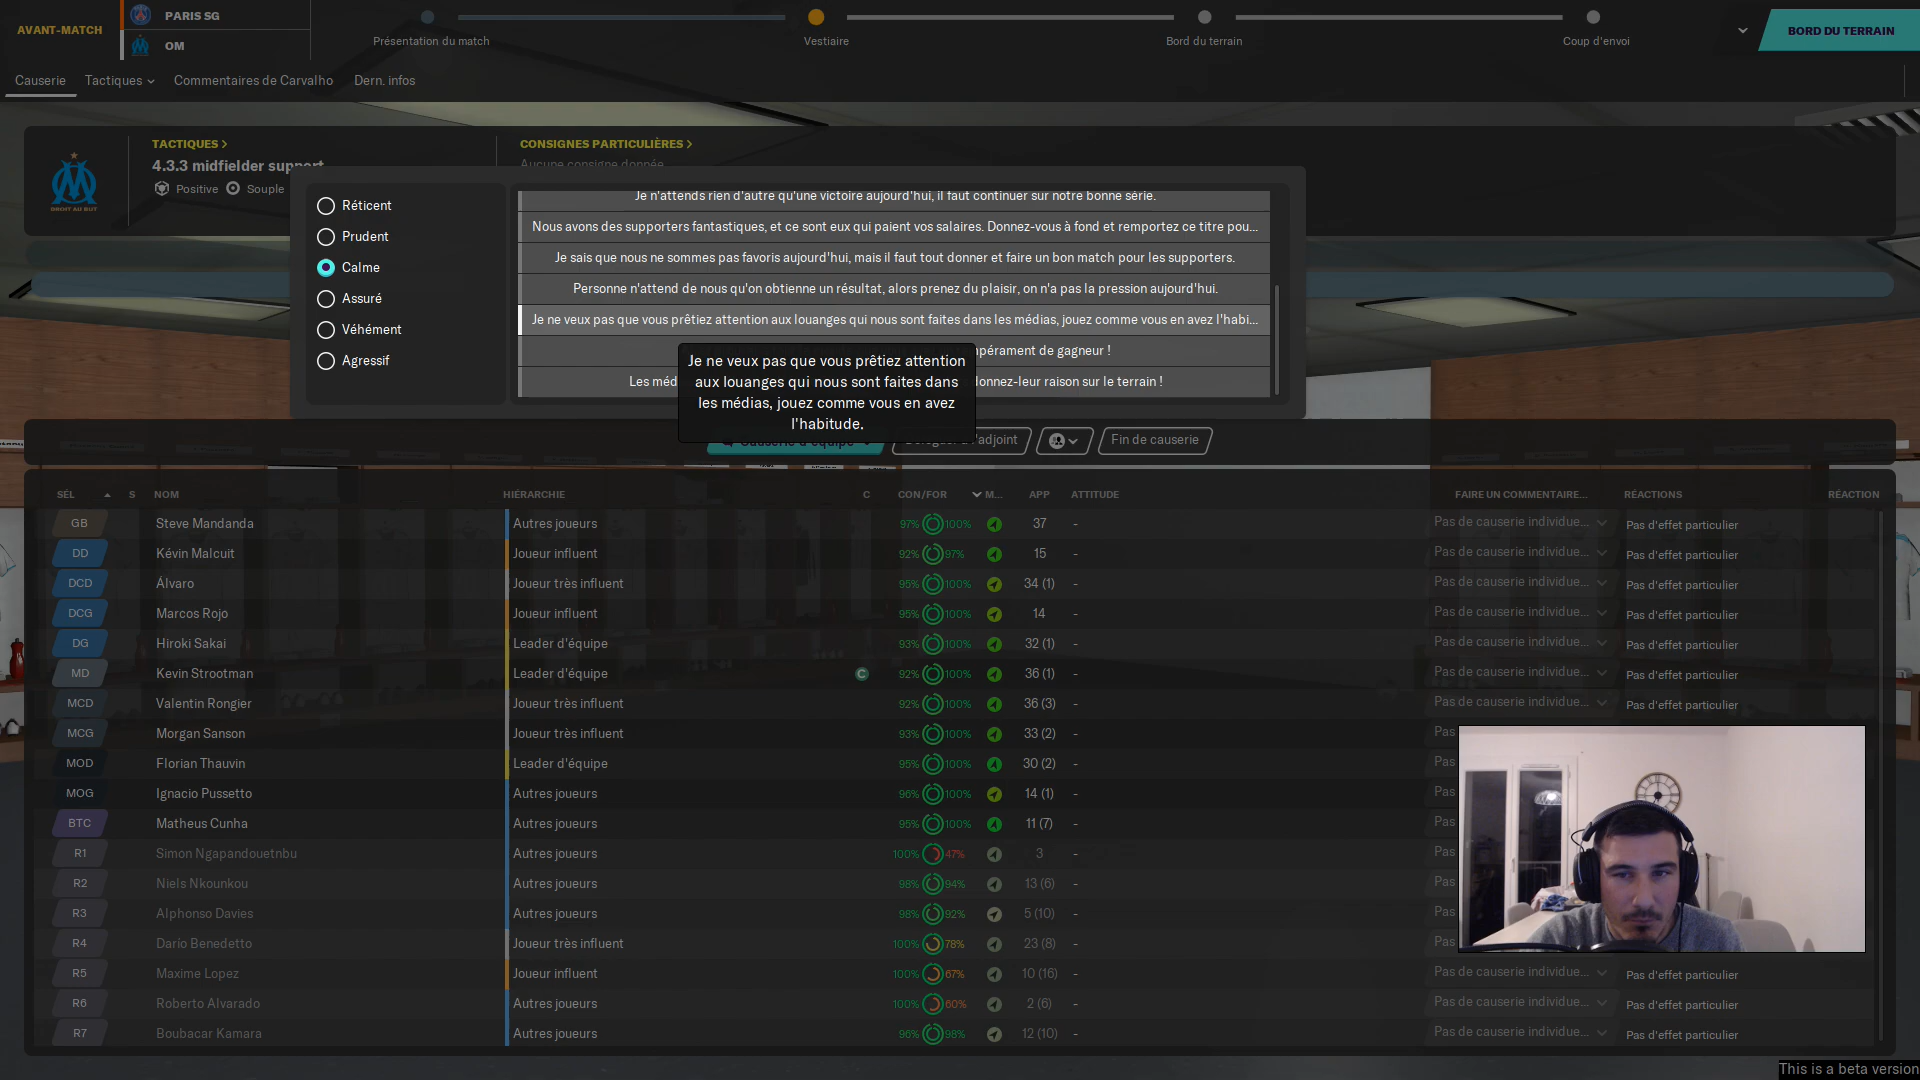 AVANT-MATCH
PARIS SG
OM
Présentation du match
Vestiaire
Bord du terrain
Coup d'envoi
BORD DU TERRAIN
Causerie
Tactiques
Commentaires de Carvalho
Dern. infos
TACTIQUES >
4.3.3 midfielder support
Positive
Souple
CONSIGNES PARTICULIÈRES >
Aucune consigne donnée
DROIT AU BUT
Réticent
Prudent
Calme
Assuré
Véhément
Agressif
Je n'attends rien d'autre qu'une victoire aujourd'hui, il faut continuer sur notre bonne série.
Nous avons des supporters fantastiques, et ce sont eux qui paient vos salaires. Donnez-vous à fond et remportez ce titre pou...
Je sais que nous ne sommes pas favoris aujourd'hui, mais il faut tout donner et faire un bon match pour les supporters.
Personne n'attend de nous qu'on obtienne un résultat, alors prenez du plaisir, on n'a pas la pression aujourd'hui.
Je ne veux pas que vous prêtiez attention aux louanges qui nous sont faites dans les médias, jouez comme vous en avez l'habi...
mpérament de gagneur !
Les méd
donnez-leur raison sur le terrain !
Je ne veux pas que vous prêtiez attention
aux louanges qui nous sont faites dans
les médias, jouez comme vous en avez
l'habitude.
Causerie d'équipe
l'adjoint
Fin de causerie
SÉL S NOM HIÉRARCHIE C CON/FOR M... APP ATTITUDE FAIRE UN COMMENTAIRE... RÉACTIONS RÉACTION
GB Steve Mandanda Autres joueurs 97% 100% 37 - Pas de causerie individue... Pas d'effet particulier
DD Kévin Malcuit Joueur influent 92% 97% 15 - Pas de causerie individue... Pas d'effet particulier
DCD Álvaro Joueur très influent 95% 100% 34 (1) - Pas de causerie individue... Pas d'effet particulier
DCG Marcos Rojo Joueur influent 95% 100% 14 - Pas de causerie individue... Pas d'effet particulier
DG Hiroki Sakai Leader d'équipe 93% 100% 32 (1) - Pas de causerie individue... Pas d'effet particulier
MD Kevin Strootman Leader d'équipe C 92% 100% 36 (1) - Pas de causerie individue... Pas d'effet particulier
MCD Valentin Rongier Joueur très influent 92% 100% 36 (3) - Pas de causerie individue... Pas d'effet particulier
MCG Morgan Sanson Joueur très influent 93% 100% 33 (2) - Pas
MOD Florian Thauvin Leader d'équipe 95% 100% 30 (2) - Pas
MOG Ignacio Pussetto Autres joueurs 96% 100% 14 (1) - Pas
BTC Matheus Cunha Autres joueurs 95% 100% 11 (7) - Pas
R1 Simon Ngapandouetnbu Autres joueurs 100% 47% 3 - Pas
R2 Niels Nkounkou Autres joueurs 98% 94% 13 (6) - Pas
R3 Alphonso Davies Autres joueurs 98% 92% 5 (10) - Pas
R4 Darío Benedetto Joueur très influent 100% 78% 23 (8) - Pas
R5 Maxime Lopez Joueur influent 100% 67% 10 (16) - Pas de causerie individue... Pas d'effet particulier
R6 Roberto Alvarado Autres joueurs 100% 60% 2 (6) - Pas de causerie individue... Pas d'effet particulier
R7 Boubacar Kamara Autres joueurs 96% 98% 12 (10) - Pas de causerie individue... Pas d'effet particulier
This is a beta version